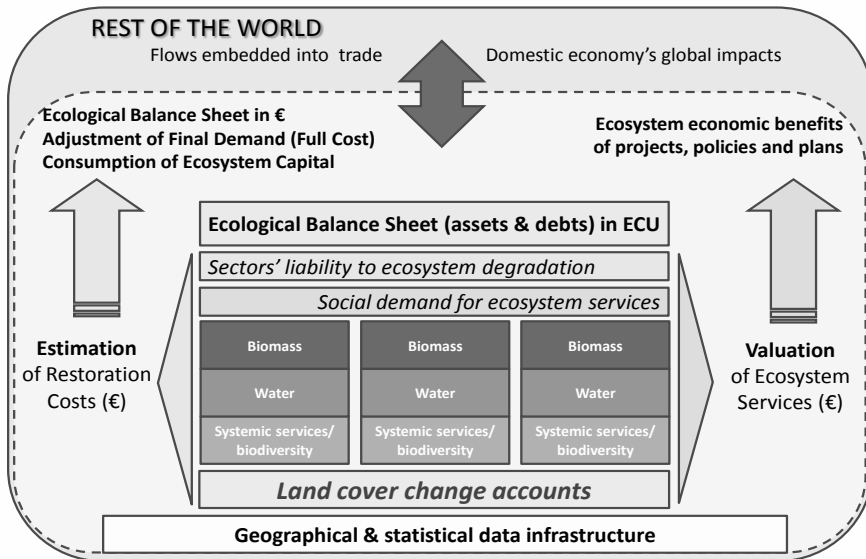 REST OF THE WORLD
Flows embedded into trade
Domestic economy's global impacts
Ecological Balance Sheet in €
Adjustment of Final Demand (Full Cost)
Consumption of Ecosystem Capital
Ecosystem economic benefits
of projects, policies and plans
Ecological Balance Sheet (assets & debts) in ECU
Sectors' liability to ecosystem degradation
Social demand for ecosystem services
Biomass
Biomass
Biomass
Water
Water
Water
Systemic services/
biodiversity
Systemic services/
biodiversity
Systemic services/
biodiversity
Estimation
of Restoration
Costs (€)
Valuation
of Ecosystem
Services (€)
Land cover change accounts
Geographical & statistical data infrastructure